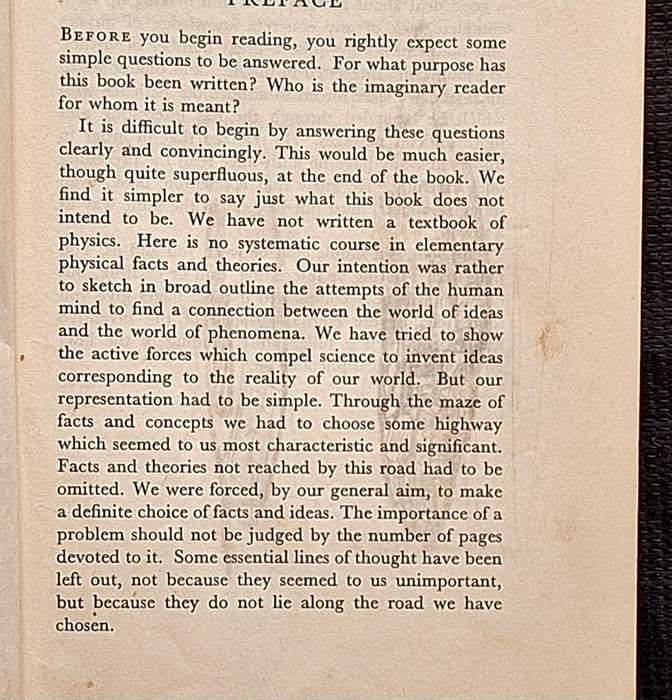 PREFACE
BEFORE you begin reading, you rightly expect some
simple questions to be answered. For what purpose has
this book been written? Who is the imaginary reader
for whom it is meant?
It is difficult to begin by answering these questions
clearly and convincingly. This would be much easier,
though quite superfluous, at the end of the book. We
find it simpler to say just what this book does not
intend to be. We have not written a textbook of
physics. Here is no systematic course in elementary
physical facts and theories. Our intention was rather
to sketch in broad outline the attempts of the human
mind to find a connection between the world of ideas
and the world of phenomena. We have tried to show
the active forces which compel science to invent ideas
corresponding to the reality of our world. But our
representation had to be simple. Through the maze of
facts and concepts we had to choose some highway
which seemed to us most characteristic and significant.
Facts and theories not reached by this road had to be
omitted. We were forced, by our general aim, to make
a definite choice of facts and ideas. The importance of a
problem should not be judged by the number of pages
devoted to it. Some essential lines of thought have been
left out, not because they seemed to us unimportant,
but because they do not lie along the road we have
chosen.